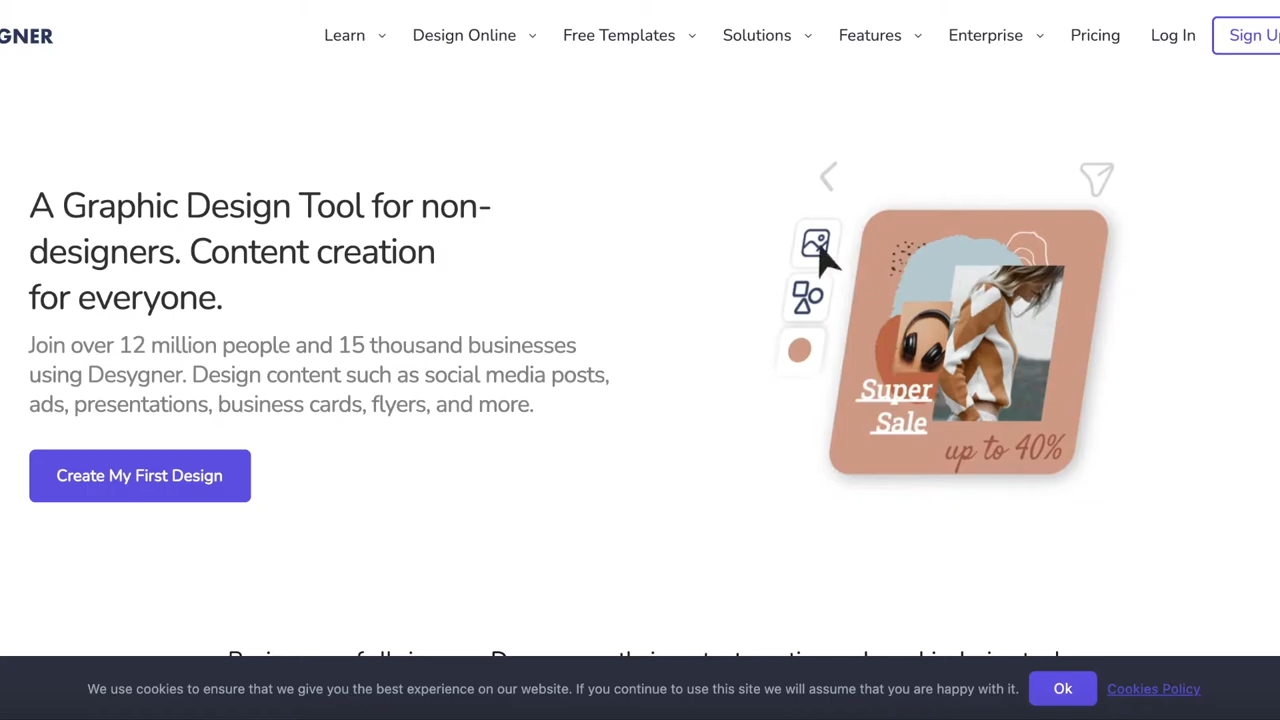 GNER
Learn
Design Online
Free Templates
Solutions
Features
Enterprise
Pricing
Log In
Sign Up
A Graphic Design Tool for non-
designers. Content creation
for everyone.
Join over 12 million people and 15 thousand businesses
using Desygner. Design content such as social media posts,
ads, presentations, business cards, flyers, and more.
Create My First Design
Super
Sale
up to 40%
We use cookies to ensure that we give you the best experience on our website. If you continue to use this site we will assume that you are happy with it.
Ok
Cookies Policy